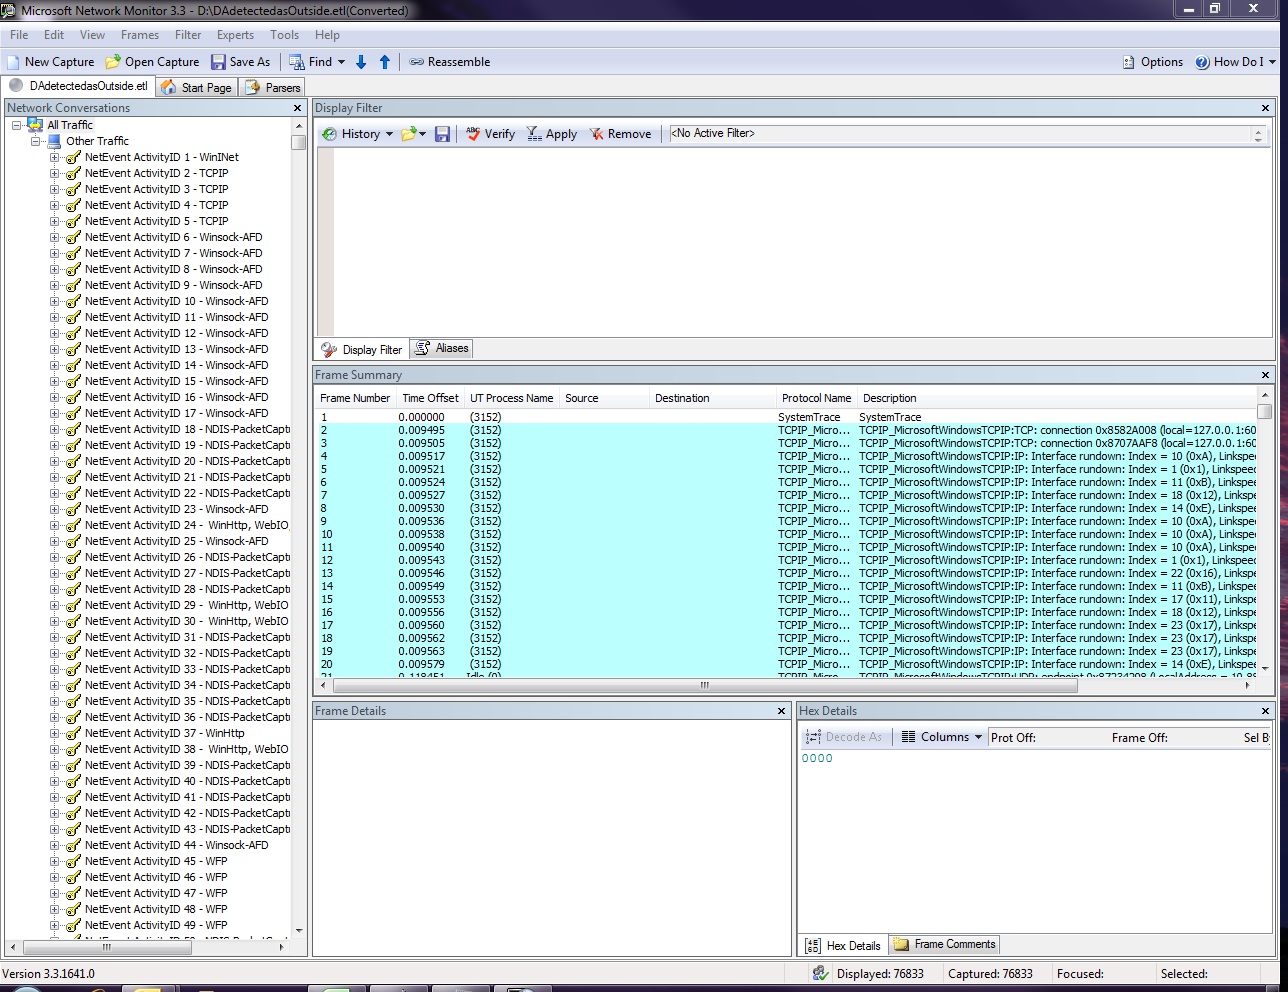 Microsoft Network Monitor 3.3 - D:\DAdetectedasOutside.etl(Converted)
File Edit View Frames Filter Experts Tools Help
New Capture Open Capture Save As Find Reassemble Options How Do I
DAdetectedasOutside.etl Start Page Parsers
Network Conversations
All Traffic
Other Traffic
NetEvent ActivityID 1 - WinINet
NetEvent ActivityID 2 - TCPIP
NetEvent ActivityID 3 - TCPIP
NetEvent ActivityID 4 - TCPIP
NetEvent ActivityID 5 - TCPIP
NetEvent ActivityID 6 - Winsock-AFD
NetEvent ActivityID 7 - Winsock-AFD
NetEvent ActivityID 8 - Winsock-AFD
NetEvent ActivityID 9 - Winsock-AFD
NetEvent ActivityID 10 - Winsock-AFD
NetEvent ActivityID 11 - Winsock-AFD
NetEvent ActivityID 12 - Winsock-AFD
NetEvent ActivityID 13 - Winsock-AFD
NetEvent ActivityID 14 - Winsock-AFD
NetEvent ActivityID 15 - Winsock-AFD
NetEvent ActivityID 16 - Winsock-AFD
NetEvent ActivityID 17 - Winsock-AFD
NetEvent ActivityID 18 - NDIS-PacketCapt
NetEvent ActivityID 19 - NDIS-PacketCapt
NetEvent ActivityID 20 - NDIS-PacketCapt
NetEvent ActivityID 21 - NDIS-PacketCapt
NetEvent ActivityID 22 - NDIS-PacketCapt
NetEvent ActivityID 23 - Winsock-AFD
NetEvent ActivityID 24 - WinHttp, WebIO,
NetEvent ActivityID 25 - Winsock-AFD
NetEvent ActivityID 26 - NDIS-PacketCapt
NetEvent ActivityID 27 - NDIS-PacketCapt
NetEvent ActivityID 28 - NDIS-PacketCapt
NetEvent ActivityID 29 - WinHttp, WebIO
NetEvent ActivityID 30 - WinHttp, WebIO
NetEvent ActivityID 31 - NDIS-PacketCapt
NetEvent ActivityID 32 - NDIS-PacketCapt
NetEvent ActivityID 33 - NDIS-PacketCapt
NetEvent ActivityID 34 - NDIS-PacketCapt
NetEvent ActivityID 35 - NDIS-PacketCapt
NetEvent ActivityID 36 - NDIS-PacketCapt
NetEvent ActivityID 37 - WinHttp
NetEvent ActivityID 38 - WinHttp, WebIO
NetEvent ActivityID 39 - NDIS-PacketCapt
NetEvent ActivityID 40 - NDIS-PacketCapt
NetEvent ActivityID 41 - NDIS-PacketCapt
NetEvent ActivityID 42 - NDIS-PacketCapt
NetEvent ActivityID 43 - NDIS-PacketCapt
NetEvent ActivityID 44 - Winsock-AFD
NetEvent ActivityID 45 - WFP
NetEvent ActivityID 46 - WFP
NetEvent ActivityID 47 - WFP
NetEvent ActivityID 48 - WFP
NetEvent ActivityID 49 - WFP
Display Filter
History Verify Apply Remove <No Active Filter>
Display Filter Aliases
Frame Summary
Frame Number Time Offset UT Process Name Source Destination Protocol Name Description
1 0.000000 (3152) SystemTrace SystemTrace
2 0.009495 (3152) TCPIP_Micro... TCPIP_MicrosoftWindowsTCPIP:TCP: connection 0x8582A008 (local=127.0.0.1:60
3 0.009505 (3152) TCPIP_Micro... TCPIP_MicrosoftWindowsTCPIP:TCP: connection 0x8707AAF8 (local=127.0.0.1:60
4 0.009517 (3152) TCPIP_Micro... TCPIP_MicrosoftWindowsTCPIP:IP: Interface rundown: Index = 10 (0xA), Linkspe
5 0.009521 (3152) TCPIP_Micro... TCPIP_MicrosoftWindowsTCPIP:IP: Interface rundown: Index = 1 (0x1), Linkspeed
6 0.009524 (3152) TCPIP_Micro... TCPIP_MicrosoftWindowsTCPIP:IP: Interface rundown: Index = 11 (0xB), Linkspe
7 0.009527 (3152) TCPIP_Micro... TCPIP_MicrosoftWindowsTCPIP:IP: Interface rundown: Index = 18 (0x12), Linkspe
8 0.009530 (3152) TCPIP_Micro... TCPIP_MicrosoftWindowsTCPIP:IP: Interface rundown: Index = 14 (0xE), Linkspe
9 0.009536 (3152) TCPIP_Micro... TCPIP_MicrosoftWindowsTCPIP:IP: Interface rundown: Index = 10 (0xA), Linkspe
10 0.009538 (3152) TCPIP_Micro... TCPIP_MicrosoftWindowsTCPIP:IP: Interface rundown: Index = 10 (0xA), Linkspe
11 0.009540 (3152) TCPIP_Micro... TCPIP_MicrosoftWindowsTCPIP:IP: Interface rundown: Index = 10 (0xA), Linkspe
12 0.009543 (3152) TCPIP_Micro... TCPIP_MicrosoftWindowsTCPIP:IP: Interface rundown: Index = 1 (0x1), Linkspeed
13 0.009546 (3152) TCPIP_Micro... TCPIP_MicrosoftWindowsTCPIP:IP: Interface rundown: Index = 22 (0x16), Linkspe
14 0.009549 (3152) TCPIP_Micro... TCPIP_MicrosoftWindowsTCPIP:IP: Interface rundown: Index = 11 (0xB), Linkspe
15 0.009553 (3152) TCPIP_Micro... TCPIP_MicrosoftWindowsTCPIP:IP: Interface rundown: Index = 17 (0x11), Linkspe
16 0.009556 (3152) TCPIP_Micro... TCPIP_MicrosoftWindowsTCPIP:IP: Interface rundown: Index = 18 (0x12), Linkspe
17 0.009560 (3152) TCPIP_Micro... TCPIP_MicrosoftWindowsTCPIP:IP: Interface rundown: Index = 23 (0x17), Linkspe
18 0.009562 (3152) TCPIP_Micro... TCPIP_MicrosoftWindowsTCPIP:IP: Interface rundown: Index = 23 (0x17), Linkspe
19 0.009563 (3152) TCPIP_Micro... TCPIP_MicrosoftWindowsTCPIP:IP: Interface rundown: Index = 23 (0x17), Linkspe
20 0.009579 (3152) TCPIP_Micro... TCPIP_MicrosoftWindowsTCPIP:IP: Interface rundown: Index = 14 (0xE), Linkspe
Frame Details
Hex Details
Decode As Columns Prot Off: Frame Off: Sel B
0000
Hex Details Frame Comments
Version 3.3.1641.0 Displayed: 76833 Captured: 76833 Focused: Selected: